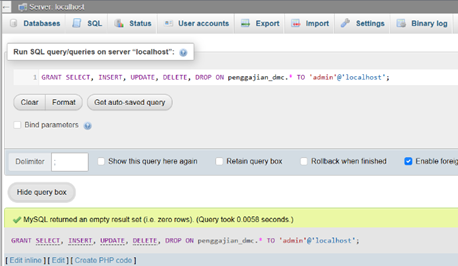 Server: localhost
Databases SQL Status User accounts Export Import Settings Binary log
Run SQL query/queries on server "localhost":
1 GRANT SELECT, INSERT, UPDATE, DELETE, DROP ON penggajian_dmc.* TO 'admin'@'localhost';
Clear Format Get auto-saved query
Bind parameters
Delimiter ; Show this query here again Retain query box Rollback when finished Enable foreig
Hide query box
MySQL returned an empty result set (i.e. zero rows). (Query took 0.0058 seconds.)
GRANT SELECT, INSERT, UPDATE, DELETE, DROP ON penggajian_dmc.* TO 'admin'@'localhost';
[ Edit inline ] [ Edit ] [ Create PHP code ]